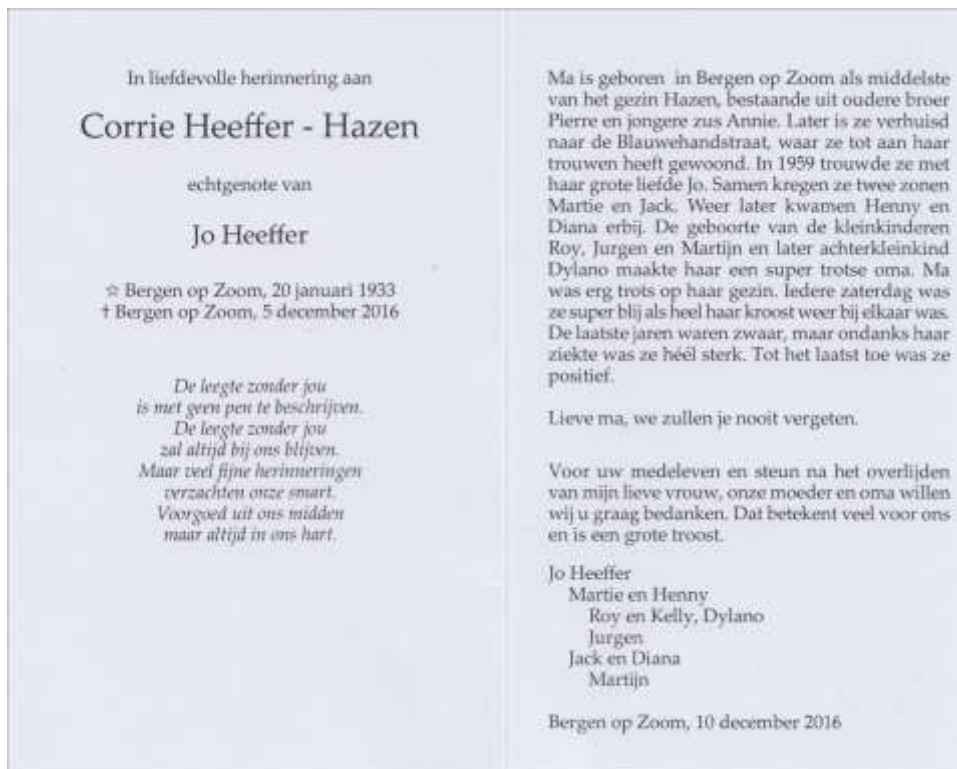 In liefdevolle herinnering aan
Corrie Heeffer - Hazen
echtgenote van
Jo Heeffer
☆ Bergen op Zoom, 20 januari 1933
† Bergen op Zoom, 5 december 2016
De leegte zonder jou
is met geen pen te beschrijven.
De leegte zonder jou
zal altijd bij ons blijven.
Maar veel fijne herinneringen
verzachten onze smart.
Voorgoed uit ons midden
maar altijd in ons hart.
Ma is geboren in Bergen op Zoom als middelste
van het gezin Hazen, bestaande uit oudere broer
Pierre en jongere zus Annie. Later is ze verhuisd
naar de Blauwehandstraat, waar ze tot aan haar
trouwen heeft gewoond. In 1959 trouwde ze met
haar grote liefde Jo. Samen kregen ze twee zonen
Martie en Jack. Weer later kwamen Henny en
Diana erbij. De geboorte van de kleinkinderen
Roy, Jurgen en Martijn en later achterkleinkind
Dylano maakte haar een super trotse oma. Ma
was erg trots op haar gezin. Iedere zaterdag was
ze super blij als heel haar kroost weer bij elkaar was.
De laatste jaren waren zwaar, maar ondanks haar
ziekte was ze héél sterk. Tot het laatst toe was ze
positief.
Lieve ma, we zullen je nooit vergeten.
Voor uw medeleven en steun na het overlijden
van mijn lieve vrouw, onze moeder en oma willen
wij u graag bedanken. Dat betekent veel voor ons
en is een grote troost.
Jo Heeffer
Martie en Henny
Roy en Kelly, Dylano
Jurgen
Jack en Diana
Martijn
Bergen op Zoom, 10 december 2016